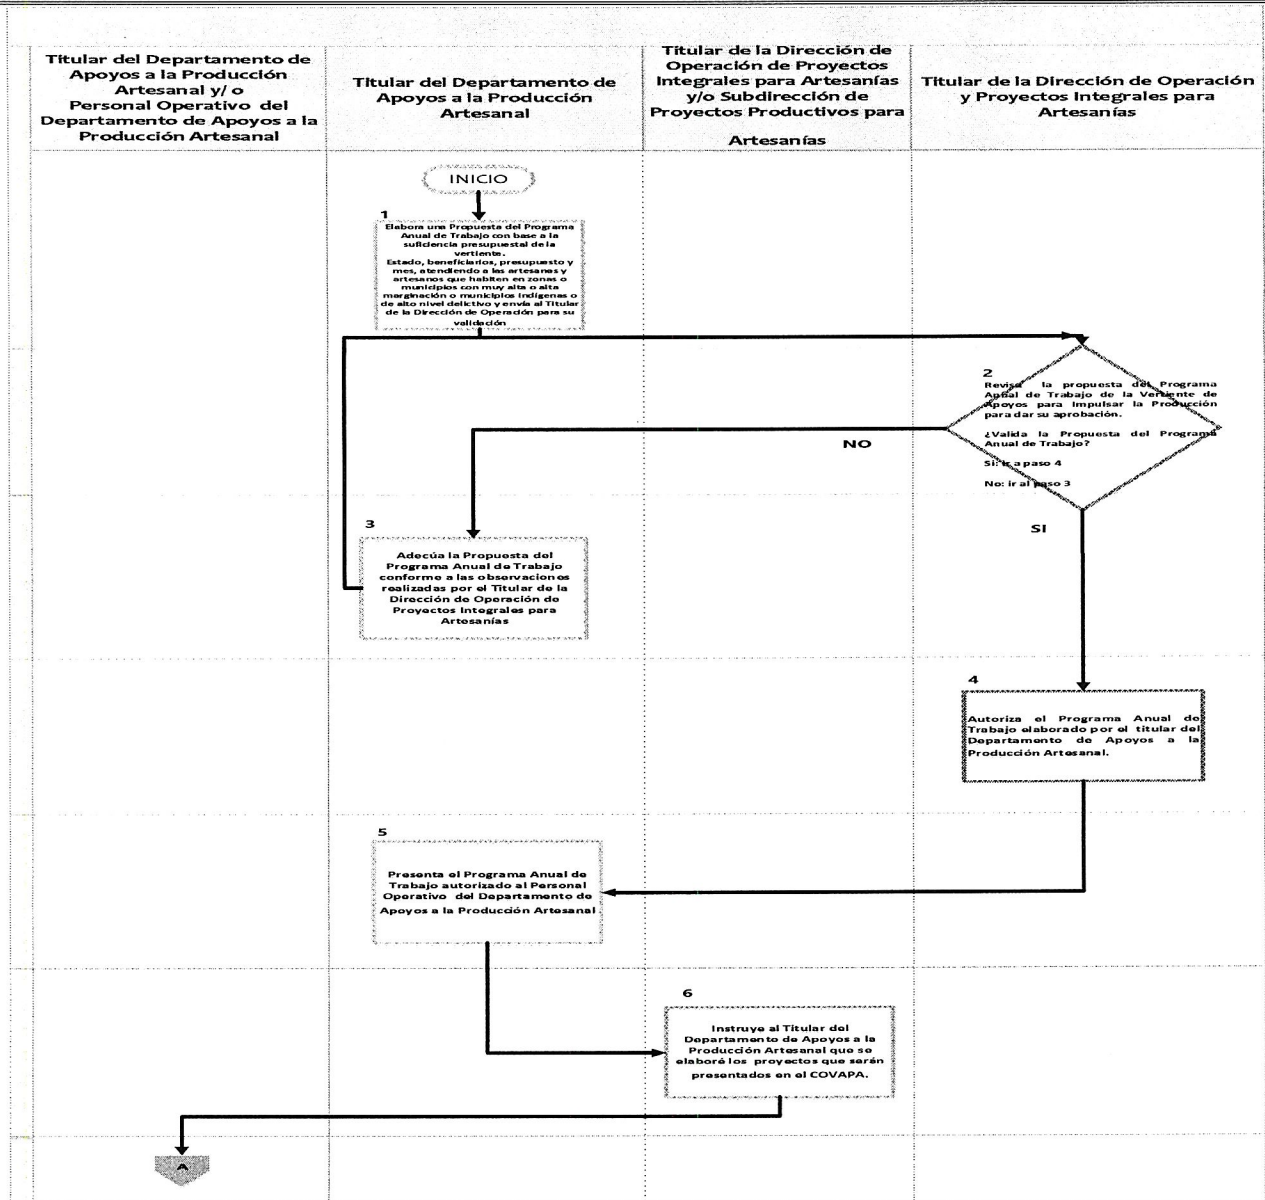 Titular del Departamento de
Apoyos a la Producción
Artesanal y/ o
Personal Operativo del
Departamento de Apoyos a la
Producción Artesanal
Titular del Departamento de
Apoyos a la Producción
Artesanal
Titular de la Dirección de
Operación de Proyectos
Integrales para Artesanías
y/o Subdirección de
Proyectos Productivos para
Artesanías
Titular de la Dirección de Operación
y Proyectos Integrales para
Artesanías
INICIO
1
Elabora una Propuesta del Programa
Anual de Trabajo con base a la
suficiencia presupuestal de la
vertiente.
Estado, beneficiarios, presupuesto y
mes, atendiendo a las artesanas y
artesanos que habiten en zonas o
municipios con muy alta o alta
marginación o municipios indígenas o
de alto nivel delictivo y envía al Titular
de la Dirección de Operación para su
validación
2
Revisa la propuesta del Programa
Anual de Trabajo de la Vertiente de
Apoyos para Impulsar la Producción
para dar su aprobación.
¿Valida la Propuesta del Programa
Anual de Trabajo?
Si: ir a paso 4
No: ir al paso 3
NO
SI
3
Adecúa la Propuesta del
Programa Anual de Trabajo
conforme a las observaciones
realizadas por el Titular de la
Dirección de Operación de
Proyectos Integrales para
Artesanías
4
Autoriza el Programa Anual de
Trabajo elaborado por el titular del
Departamento de Apoyos a la
Producción Artesanal.
5
Presenta el Programa Anual de
Trabajo autorizado al Personal
Operativo del Departamento de
Apoyos a la Producción Artesanal
6
Instruye al Titular del
Departamento de Apoyos a la
Producción Artesanal que se
elaboré los proyectos que serán
presentados en el COVAPA.
A